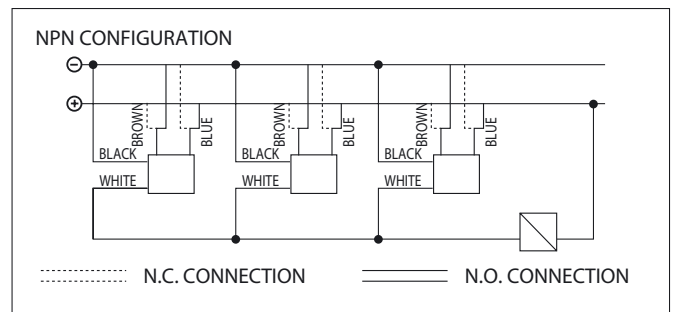 NPN CONFIGURATION
−
+
BROWN
BLUE
BROWN
BLUE
BROWN
BLUE
BLACK
BLACK
BLACK
WHITE
WHITE
WHITE
N.C. CONNECTION
N.O. CONNECTION